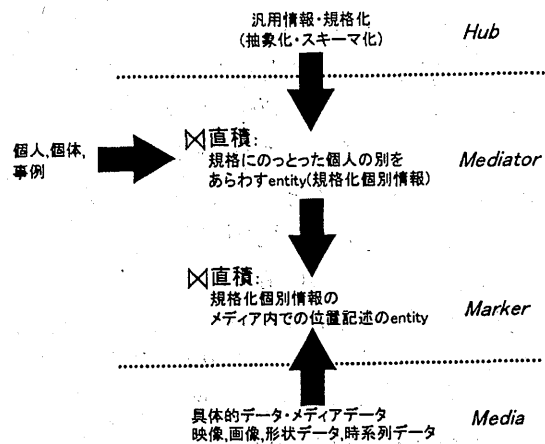 汎用情報・規格化
(抽象化・スキーマ化)
Hub
個人,個体,
事例
⋈直積:
規格にのっとった個人の別を
あらわすentity(規格化個別情報)
Mediator
⋈直積:
規格化個別情報の
メディア内での位置記述のentity
Marker
具体的データ・メディアデータ
映像,画像,形状データ,時系列データ
Media